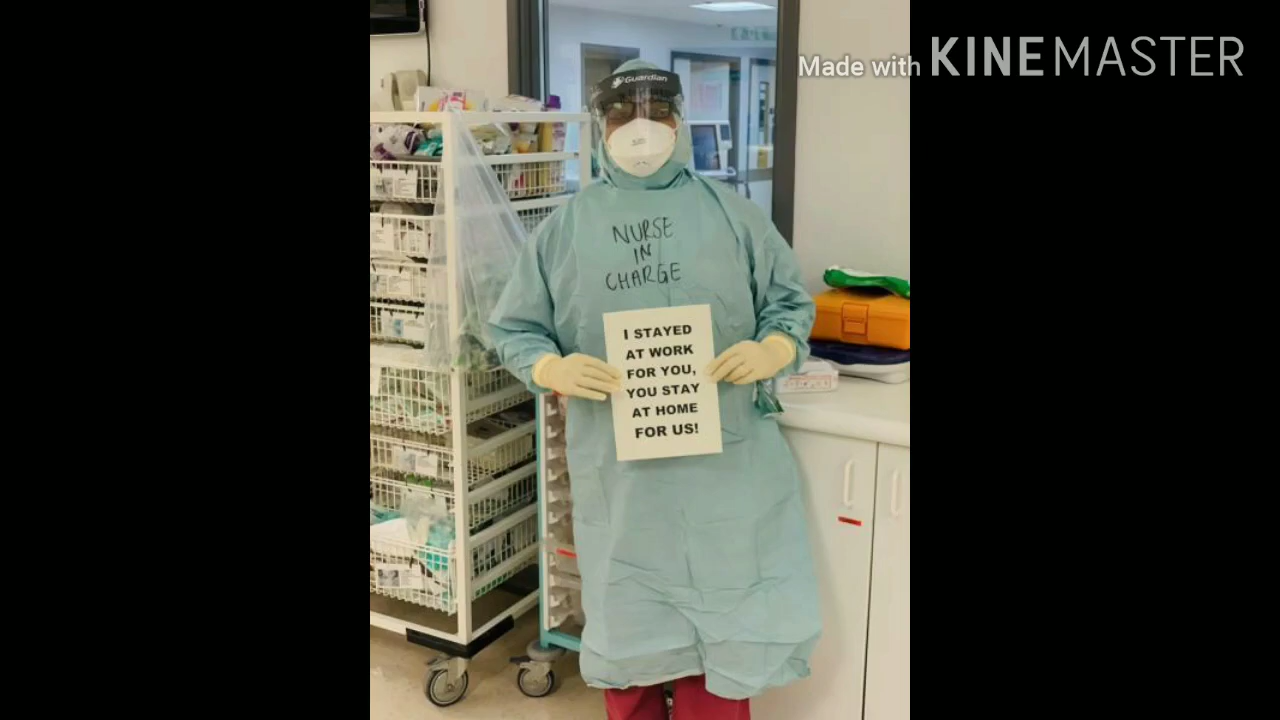 Made with KINEMASTER
Guardian
NURSE
IN
CHARGE
I STAYED
AT WORK
FOR YOU,
YOU STAY
AT HOME
FOR US!